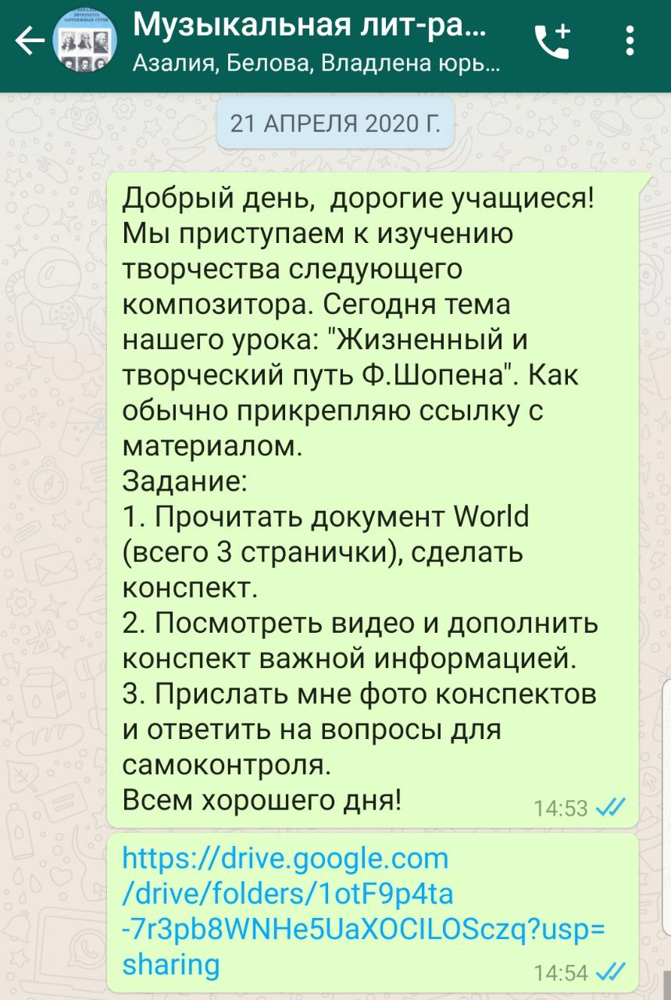 Музыкальная лит-ра...
Азалия, Белова, Владлена юрь...
21 АПРЕЛЯ 2020 Г.
Добрый день,  дорогие учащиеся!
Мы приступаем к изучению
творчества следующего
композитора. Сегодня тема
нашего урока: "Жизненный и
творческий путь Ф.Шопена". Как
обычно прикрепляю ссылку с
материалом.
Задание:
1. Прочитать документ World
(всего 3 странички), сделать
конспект.
2. Посмотреть видео и дополнить
конспект важной информацией.
3. Прислать мне фото конспектов
и ответить на вопросы для
самоконтроля.
Всем хорошего дня!
14:53
https://drive.google.com
/drive/folders/1otF9p4ta
-7r3pb8WNHe5UaXOCILOSczq?usp=
sharing
14:54